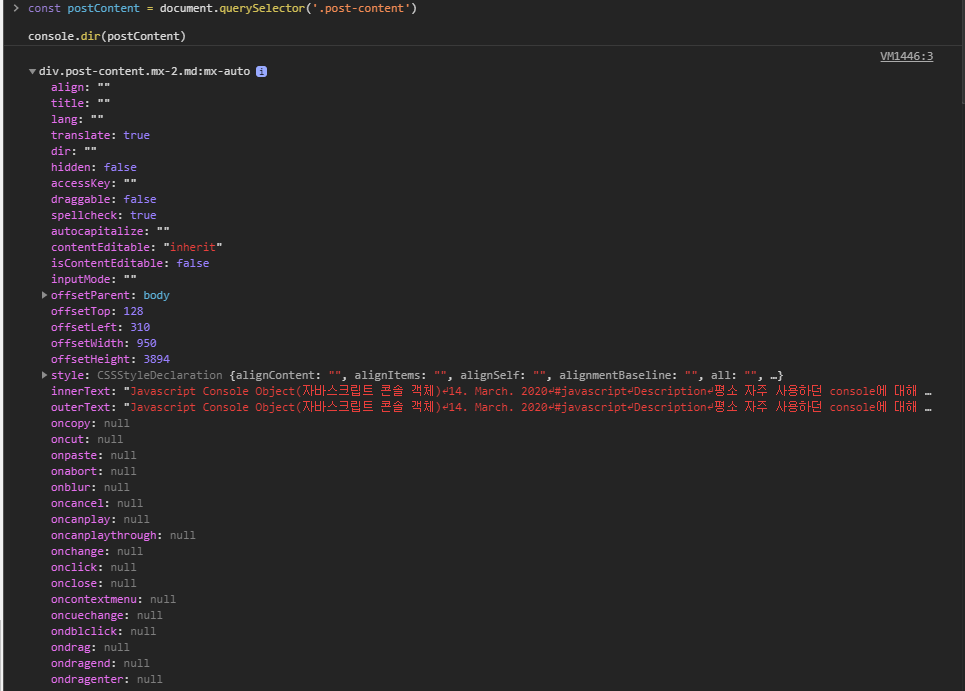 const postContent = document.querySelector('.post-content')
console.dir(postContent)
VM1446:3
div.post-content.mx-2.md:mx-auto i
align: ""
title: ""
lang: ""
translate: true
dir: ""
hidden: false
accessKey: ""
draggable: false
spellcheck: true
autocapitalize: ""
contentEditable: "inherit"
isContentEditable: false
inputMode: ""
offsetParent: body
offsetTop: 128
offsetLeft: 310
offsetWidth: 950
offsetHeight: 3894
style: CSSStyleDeclaration {alignContent: "", alignItems: "", alignSelf: "", alignmentBaseline: "", all: "", …}
innerText: "Javascript Console Object(자바스크립트 콘솔 객체)↵14. March. 2020↵#javascript↵Description↵평소 자주 사용하던 console에 대해 …
outerText: "Javascript Console Object(자바스크립트 콘솔 객체)↵14. March. 2020↵#javascript↵Description↵평소 자주 사용하던 console에 대해 …
oncopy: null
oncut: null
onpaste: null
onabort: null
onblur: null
oncancel: null
oncanplay: null
oncanplaythrough: null
onchange: null
onclick: null
onclose: null
oncontextmenu: null
oncuechange: null
ondblclick: null
ondrag: null
ondragend: null
ondragenter: null